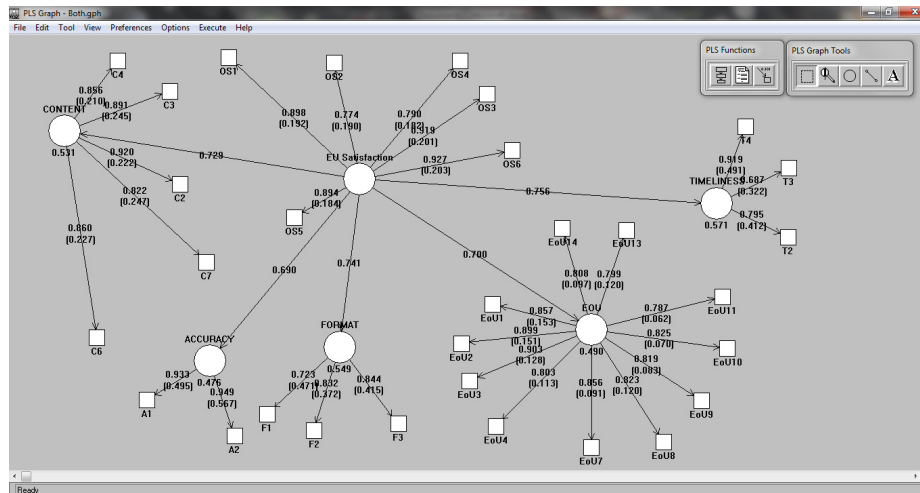 PLS Graph - Both.gph
File Edit Tool View Preferences Options Execute Help
PLS Functions
PLS Graph Tools
A
C4
OS1
OS2
OS4
0.856
(0.210)
0.891
(0.245)
C3
CONTENT
0.531
0.898
(0.192)
0.774
(0.190)
0.790
(0.182)
0.919
(0.201)
OS3
0.920
(0.222)
C2
0.729
EU Satisfaction
0.927
(0.203)
OS6
T4
0.919
(0.491)
0.687
(0.322)
T3
TIMELINESS
0.571
0.795
(0.412)
T2
0.756
0.822
(0.247)
C7
0.860
(0.227)
C6
0.894
(0.184)
OS5
0.690
0.741
0.700
EoU14
EoU13
0.808
(0.097)
0.799
(0.120)
EoU1
0.857
(0.153)
EOU
0.490
0.787
(0.062)
EoU11
EoU2
0.899
(0.151)
0.825
(0.070)
EoU10
EoU3
0.903
(0.128)
0.819
(0.083)
EoU9
EoU4
0.803
(0.113)
0.856
(0.091)
EoU7
0.823
(0.120)
EoU8
ACCURACY
0.476
0.933
(0.495)
A1
0.949
(0.567)
A2
FORMAT
0.549
0.723
(0.471)
F1
0.832
(0.372)
F2
0.844
(0.415)
F3
Ready